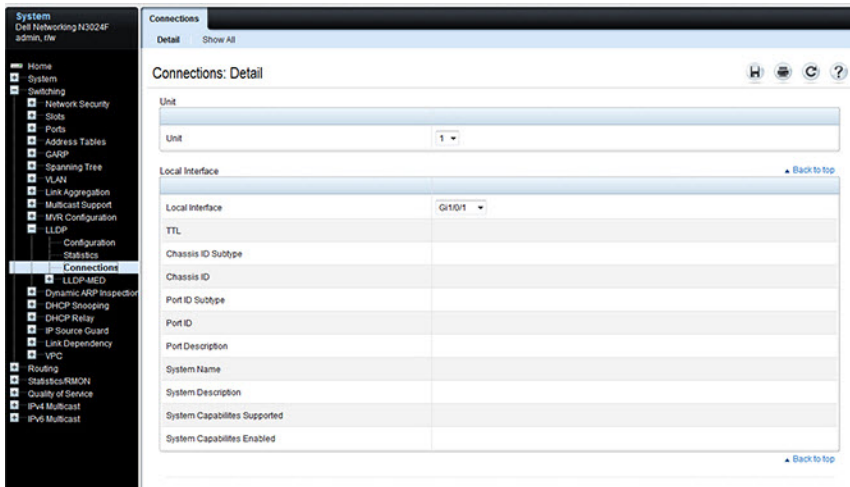 System
Dell Networking N3024F
admin, r/w
Home
System
Switching
Network Security
Slots
Ports
Address Tables
GARP
Spanning Tree
VLAN
Link Aggregation
Multicast Support
MVR Configuration
LLDP
Configuration
Statistics
Connections
LLDP-MED
Dynamic ARP Inspection
DHCP Snooping
DHCP Relay
IP Source Guard
Link Dependency
VPC
Routing
Statistics/RMON
Quality of Service
IPv4 Multicast
IPv6 Multicast
Connections
Detail Show All
Connections: Detail
Unit
Unit 1
Local Interface Back to top
Local Interface Gi1/0/1
TTL
Chassis ID Subtype
Chassis ID
Port ID Subtype
Port ID
Port Description
System Name
System Description
System Capabilites Supported
System Capabilites Enabled
Back to top